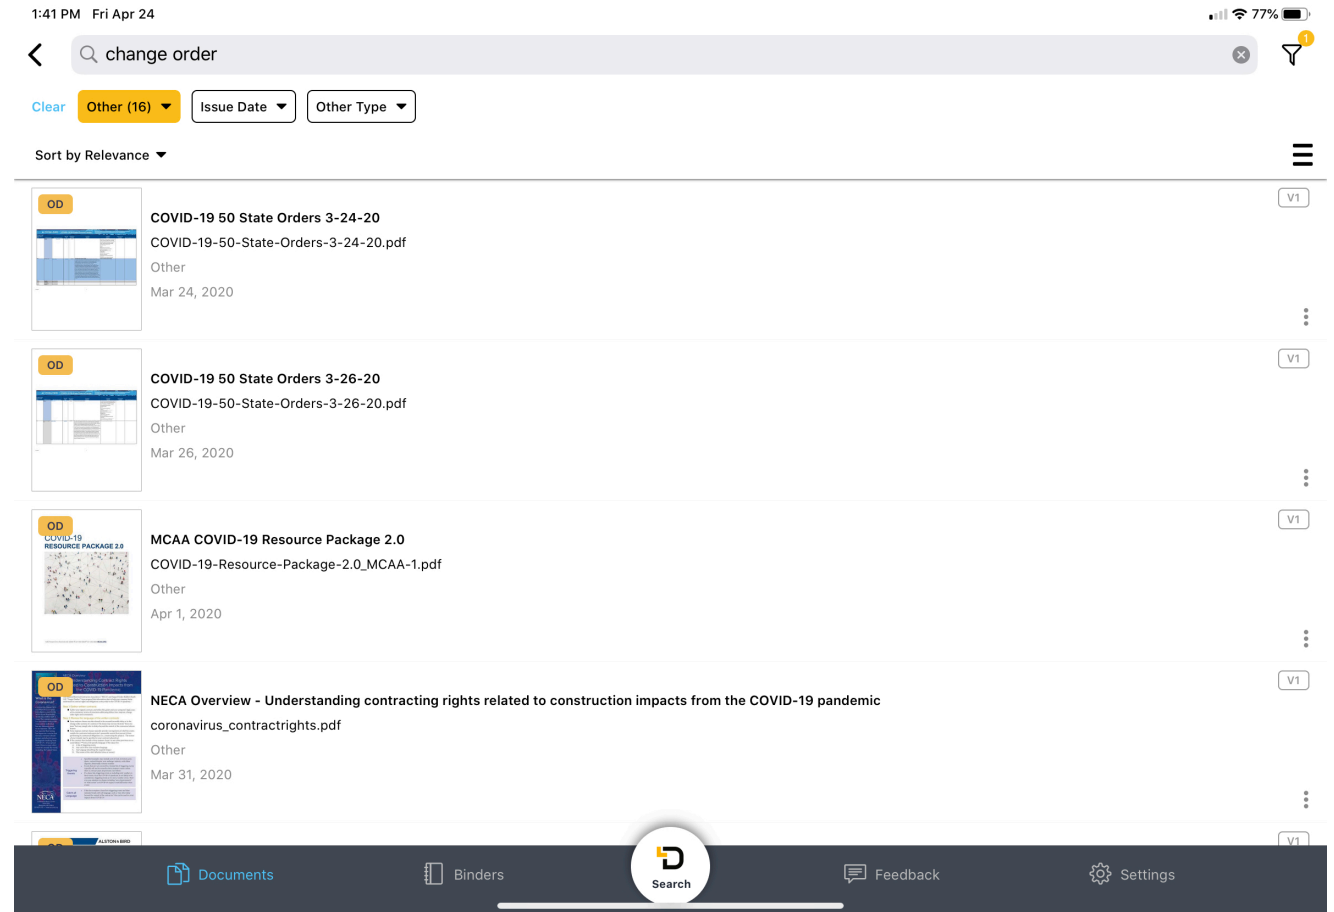 1:41 PM Fri Apr 24
77%
change order
1
Clear
Other (16)
Issue Date
Other Type
Sort by Relevance
OD
V1
COVID-19 50 State Orders 3-24-20
COVID-19-50-State-Orders-3-24-20.pdf
Other
Mar 24, 2020
OD
V1
COVID-19 50 State Orders 3-26-20
COVID-19-50-State-Orders-3-26-20.pdf
Other
Mar 26, 2020
OD
V1
COVID-19
RESOURCE PACKAGE 2.0
MCAA COVID-19 Resource Package 2.0
COVID-19-Resource-Package-2.0_MCAA-1.pdf
Other
Apr 1, 2020
OD
V1
NECA Overview - Understanding contracting rights related to construction impacts from the COVID-19 pandemic
coronavirus_contractrights.pdf
Other
Mar 31, 2020
NECA
OD
ALSTON & BIRD
V1
Documents
Binders
Search
Feedback
Settings